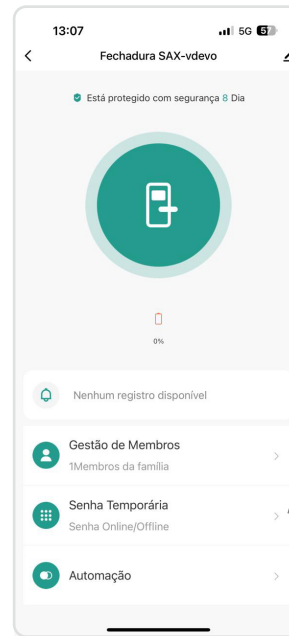 13:07
5G 57
Fechadura SAX-vdevo
Está protegido com segurança 8 Dia
0%
Nenhum registro disponível
Gestão de Membros
1Membros da família
Senha Temporária
Senha Online/Offline
Automação